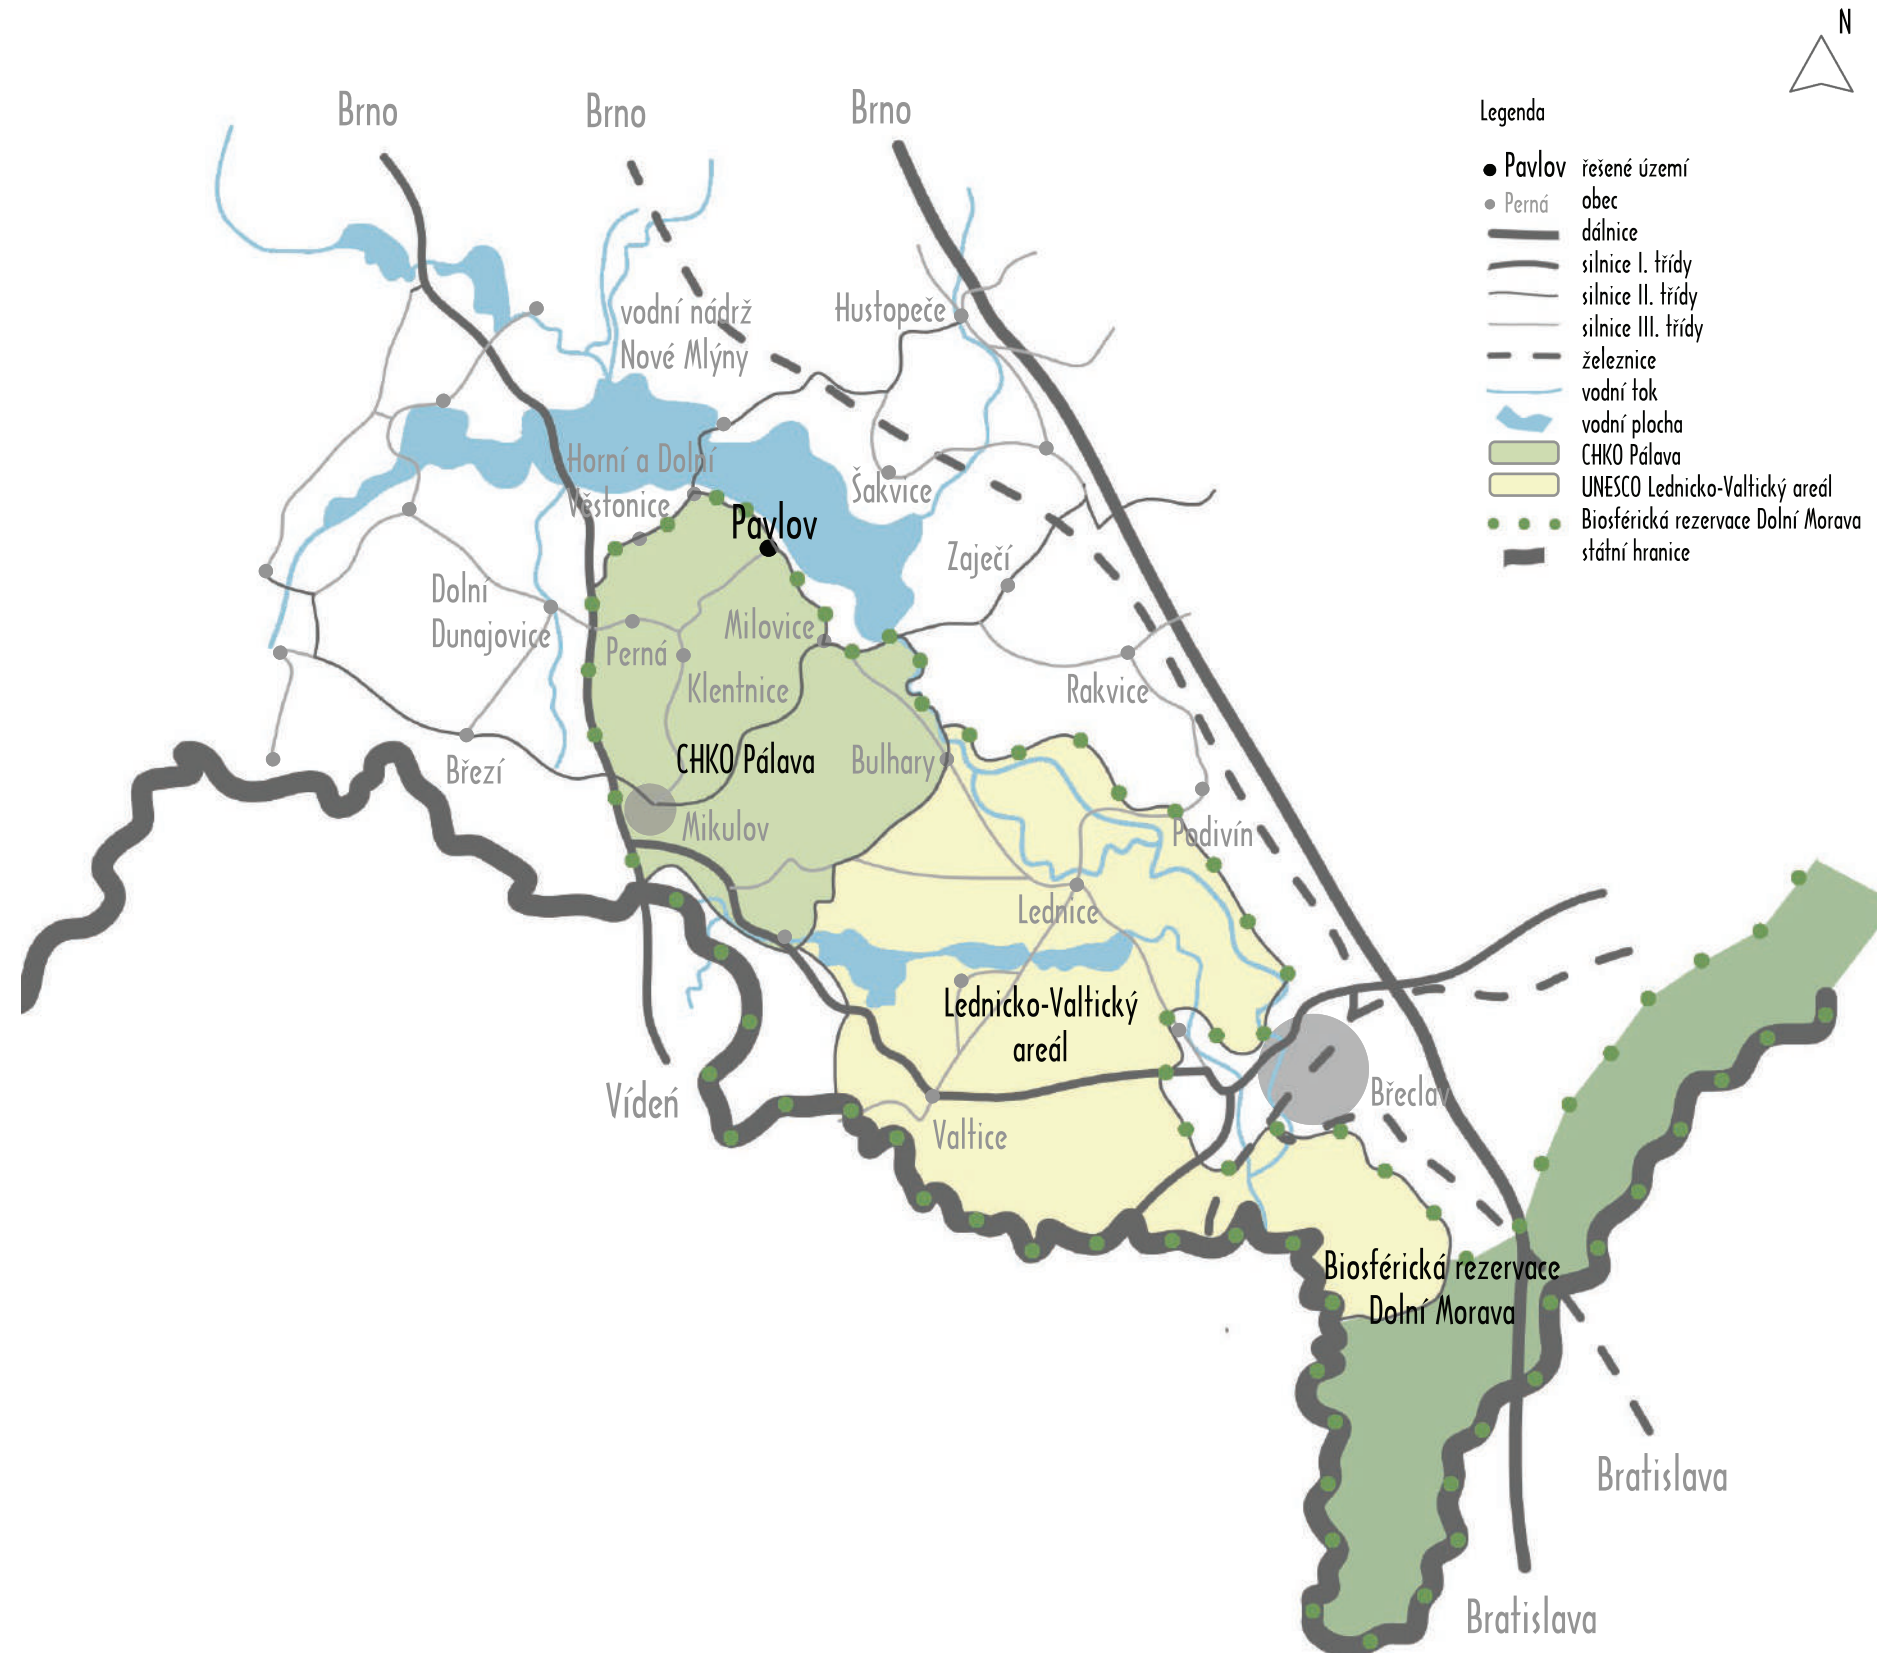 N
Brno
Brno
Brno
Legenda
Pavlov
řešené území
Perná
obec
dálnice
silnice I. třídy
silnice II. třídy
silnice III. třídy
železnice
vodní tok
vodní plocha
CHKO Pálava
UNESCO Lednicko-Valtický areál
Biosférická rezervace Dolní Morava
státní hranice
vodní nádrž
Nové Mlýny
Hustopeče
Horní a Dolní
Věstonice
Šakvice
Pavlov
Zaječí
Dolní
Dunajovice
Milovice
Perná
Klentnice
Rakvice
Březí
CHKO Pálava
Bulhary
Mikulov
Podivín
Lednice
Lednicko-Valtický
areál
Vídeń
Břeclav
Valtice
Biosférická rezervace
Dolní Morava
Bratislava
Bratislava